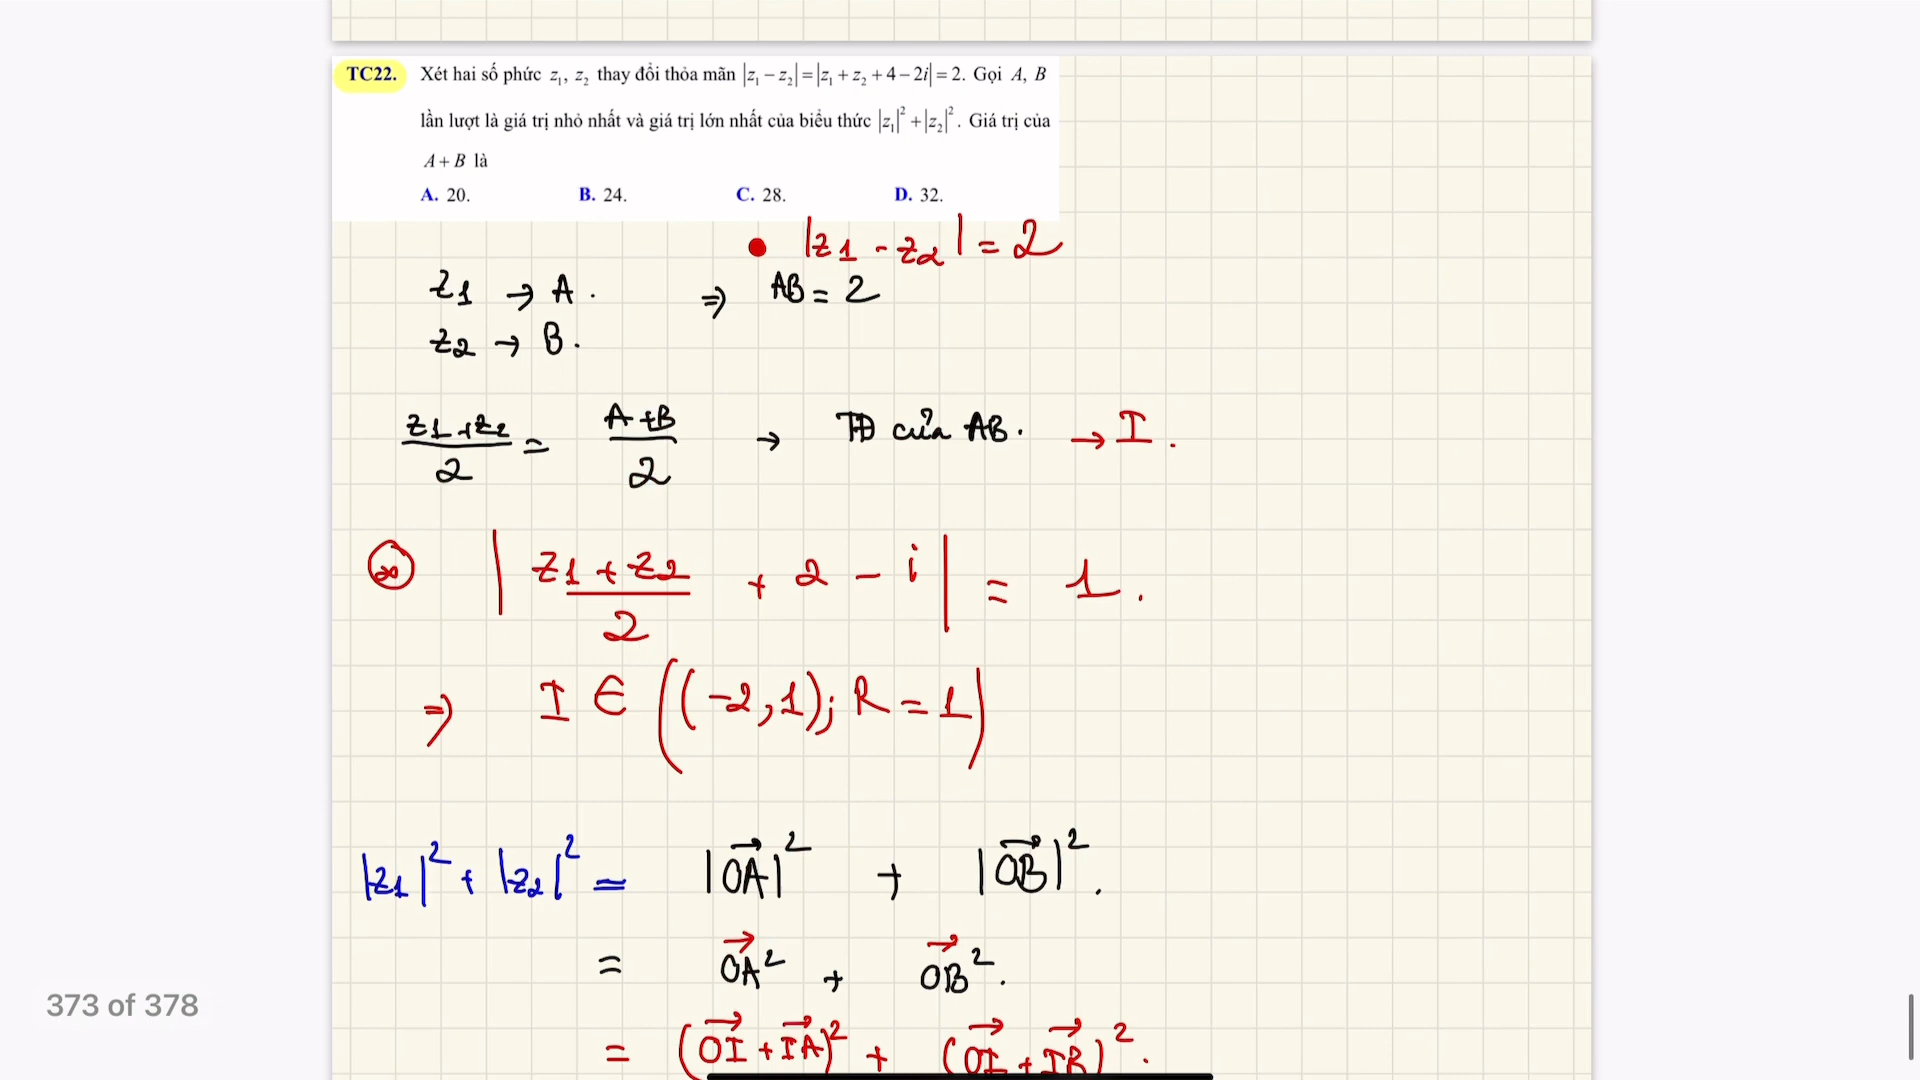 TC22. Xét hai số phức z₁, z₂ thay đổi thỏa mãn |z₁ − z₂| = |z₁ + z₂ + 4 − 2i| = 2. Gọi A, B
lần lượt là giá trị nhỏ nhất và giá trị lớn nhất của biểu thức |z₁|² + |z₂|². Giá trị của
A + B là
A. 20. B. 24. C. 28. D. 32.
• |z1 - z2| = 2
z1 → A. ⇒ AB = 2
z2 → B.
(z1 + z2)/2 = (A + B)/2 → TĐ của AB. → I.
|(z1 + z2)/2 + 2 − i| = 1.
⇒ I ∈ ((−2, 1); R = 1)
|z1|² + |z2|² = |OA|² + |OB|².
= OA² + OB².
= (OI + IA)² + (OI + IB)².
373 of 378